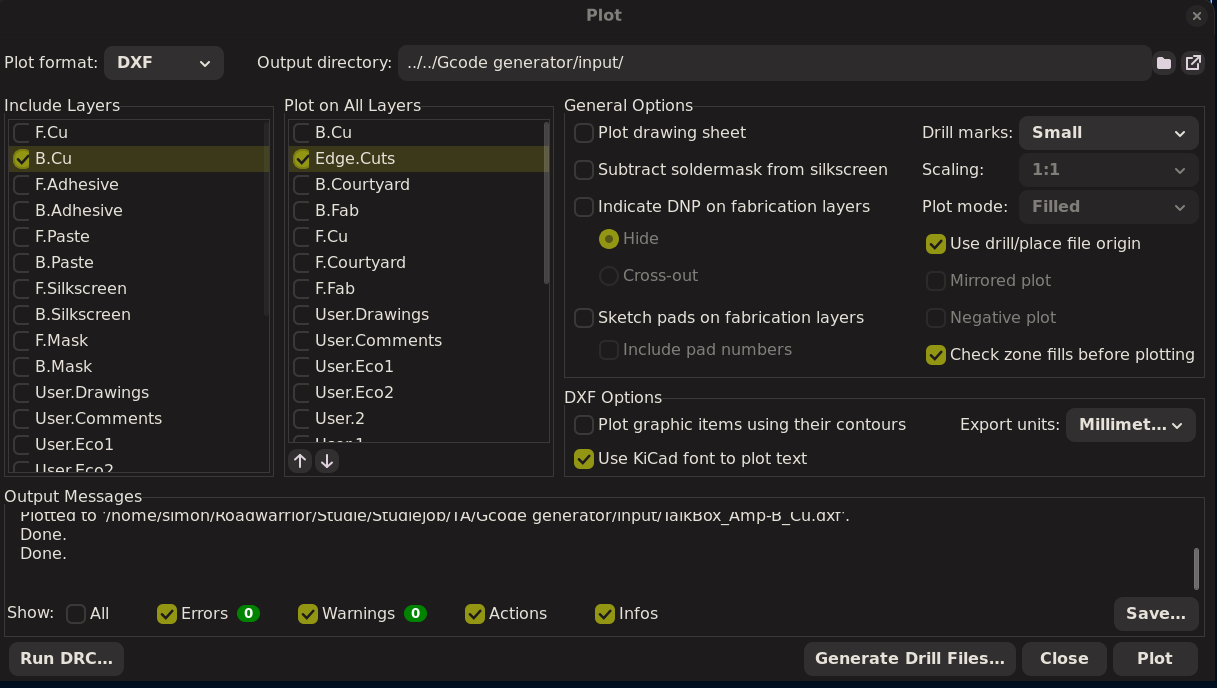 Plot
Plot format: DXF Output directory: ../../Gcode generator/input/
Include Layers
F.Cu
B.Cu
F.Adhesive
B.Adhesive
F.Paste
B.Paste
F.Silkscreen
B.Silkscreen
F.Mask
B.Mask
User.Drawings
User.Comments
User.Eco1
User.Eco2
Plot on All Layers
B.Cu
Edge.Cuts
B.Courtyard
B.Fab
F.Cu
F.Courtyard
F.Fab
User.Drawings
User.Comments
User.Eco1
User.Eco2
User.2
User.1
General Options
Plot drawing sheet
Subtract soldermask from silkscreen
Indicate DNP on fabrication layers
Hide
Cross-out
Sketch pads on fabrication layers
Include pad numbers
Drill marks: Small
Scaling: 1:1
Plot mode: Filled
Use drill/place file origin
Mirrored plot
Negative plot
Check zone fills before plotting
DXF Options
Plot graphic items using their contours Export units: Millimet...
Use KiCad font to plot text
Output Messages
Plotted to '/home/simon/Roadwarrior/Studie/Studiejob/TA/Gcode generator/input/TalkBox_Amp-B_Cu.dxf'.
Done.
Done.
Show: All Errors 0 Warnings 0 Actions Infos Save...
Run DRC... Generate Drill Files... Close Plot